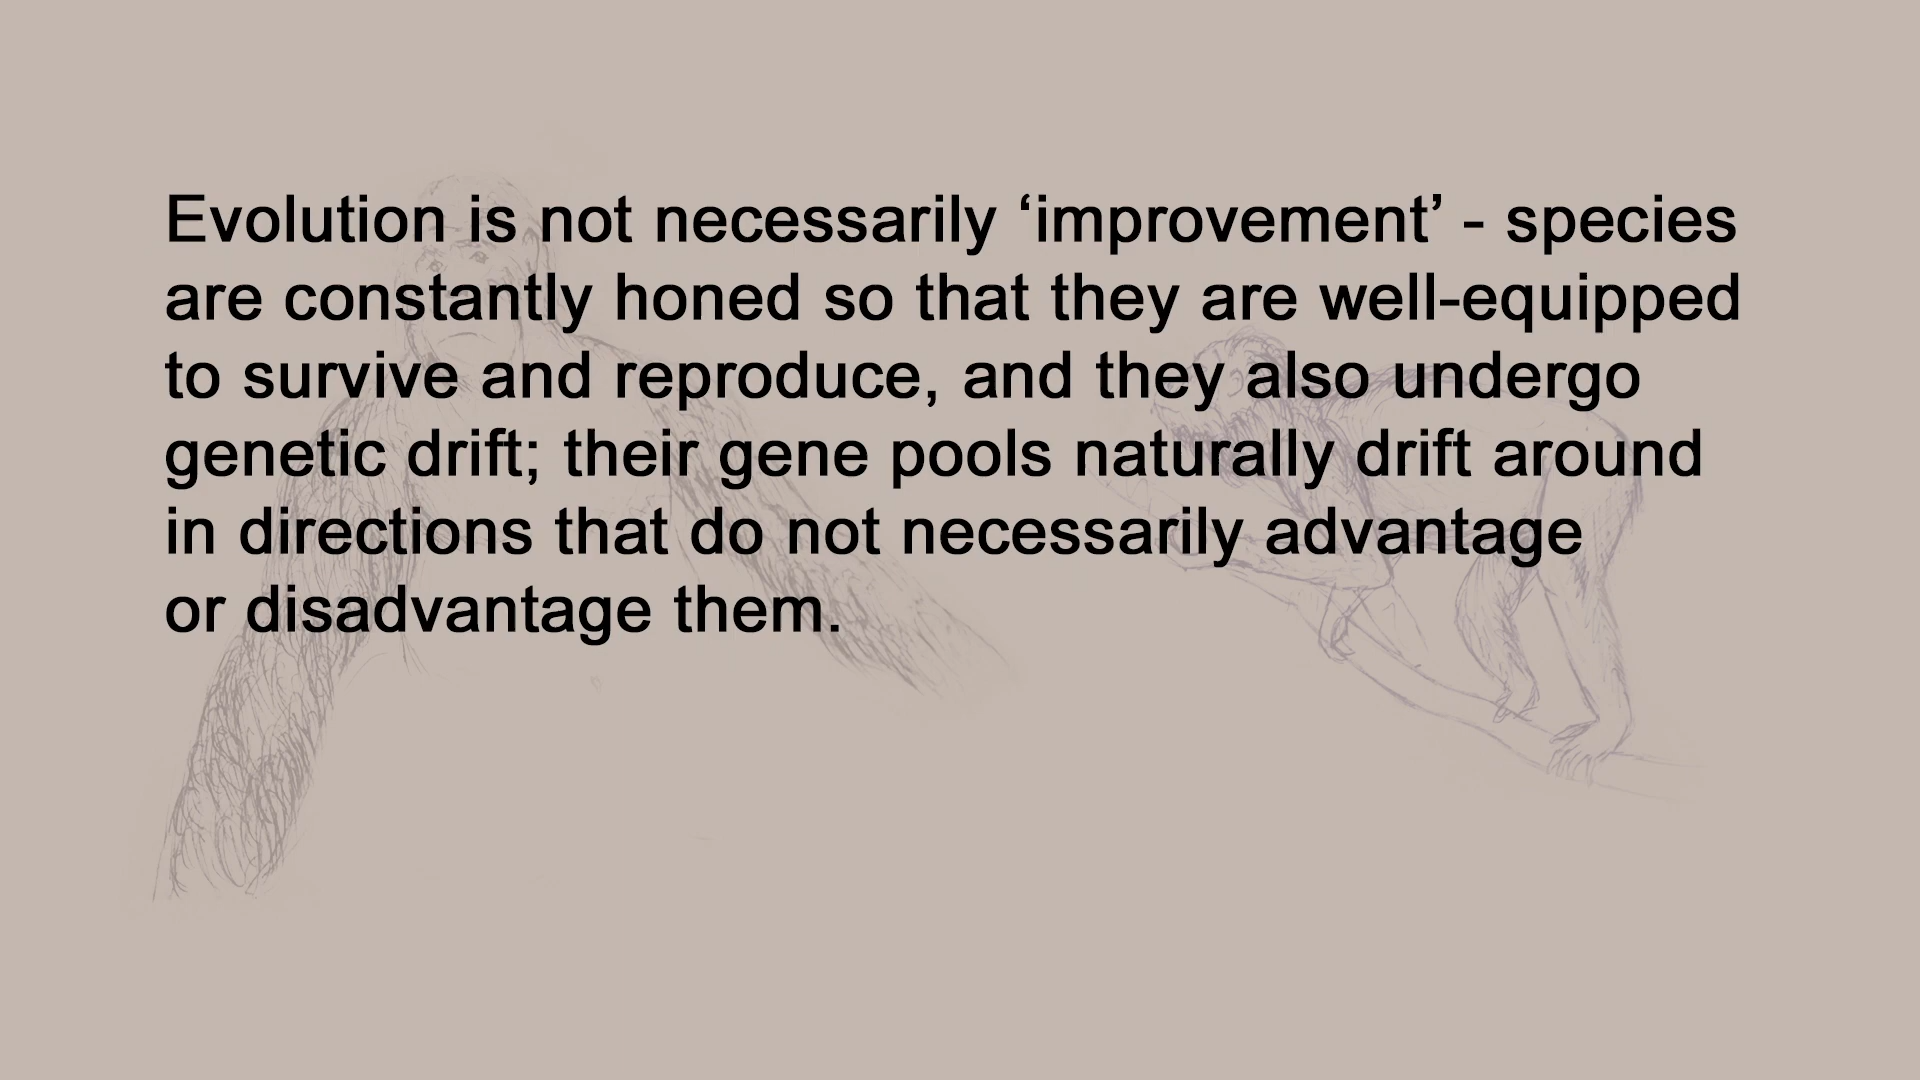 Evolution is not necessarily ‘improvement’ - species
are constantly honed so that they are well-equipped
to survive and reproduce, and they also undergo
genetic drift; their gene pools naturally drift around
in directions that do not necessarily advantage
or disadvantage them.